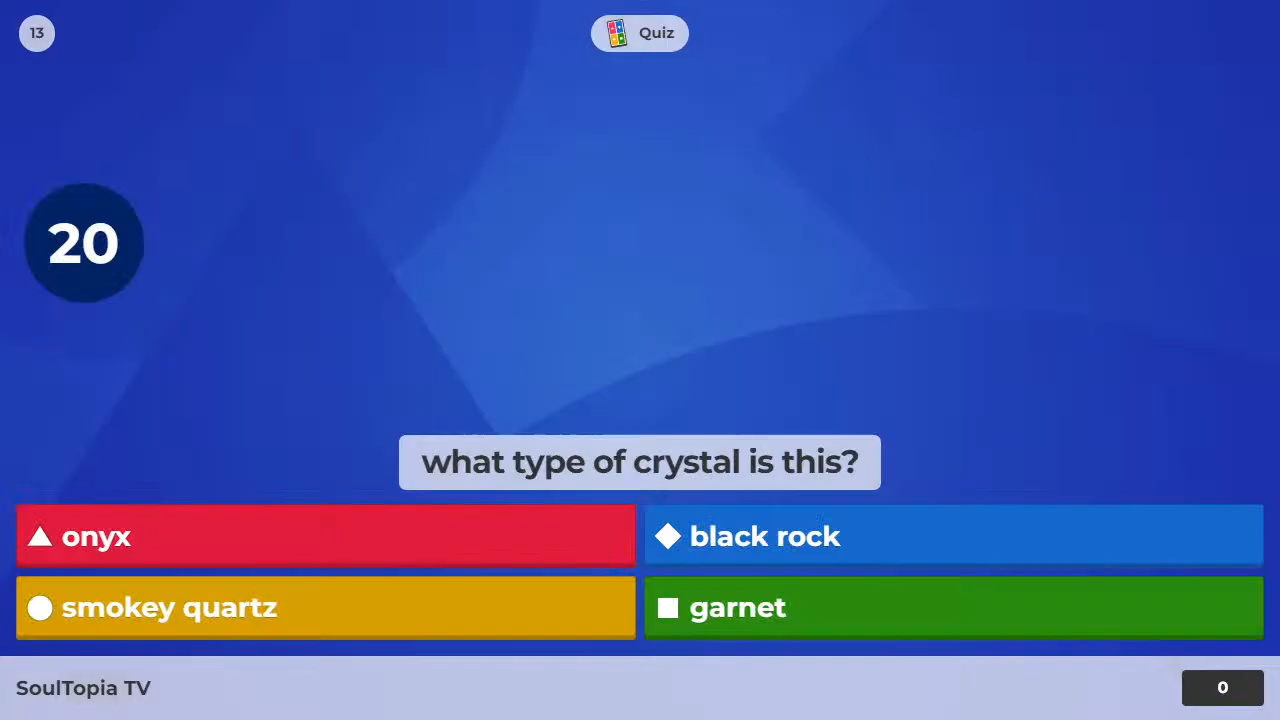 13
Quiz
20
what type of crystal is this?
onyx
black rock
smokey quartz
garnet
SoulTopia TV
0